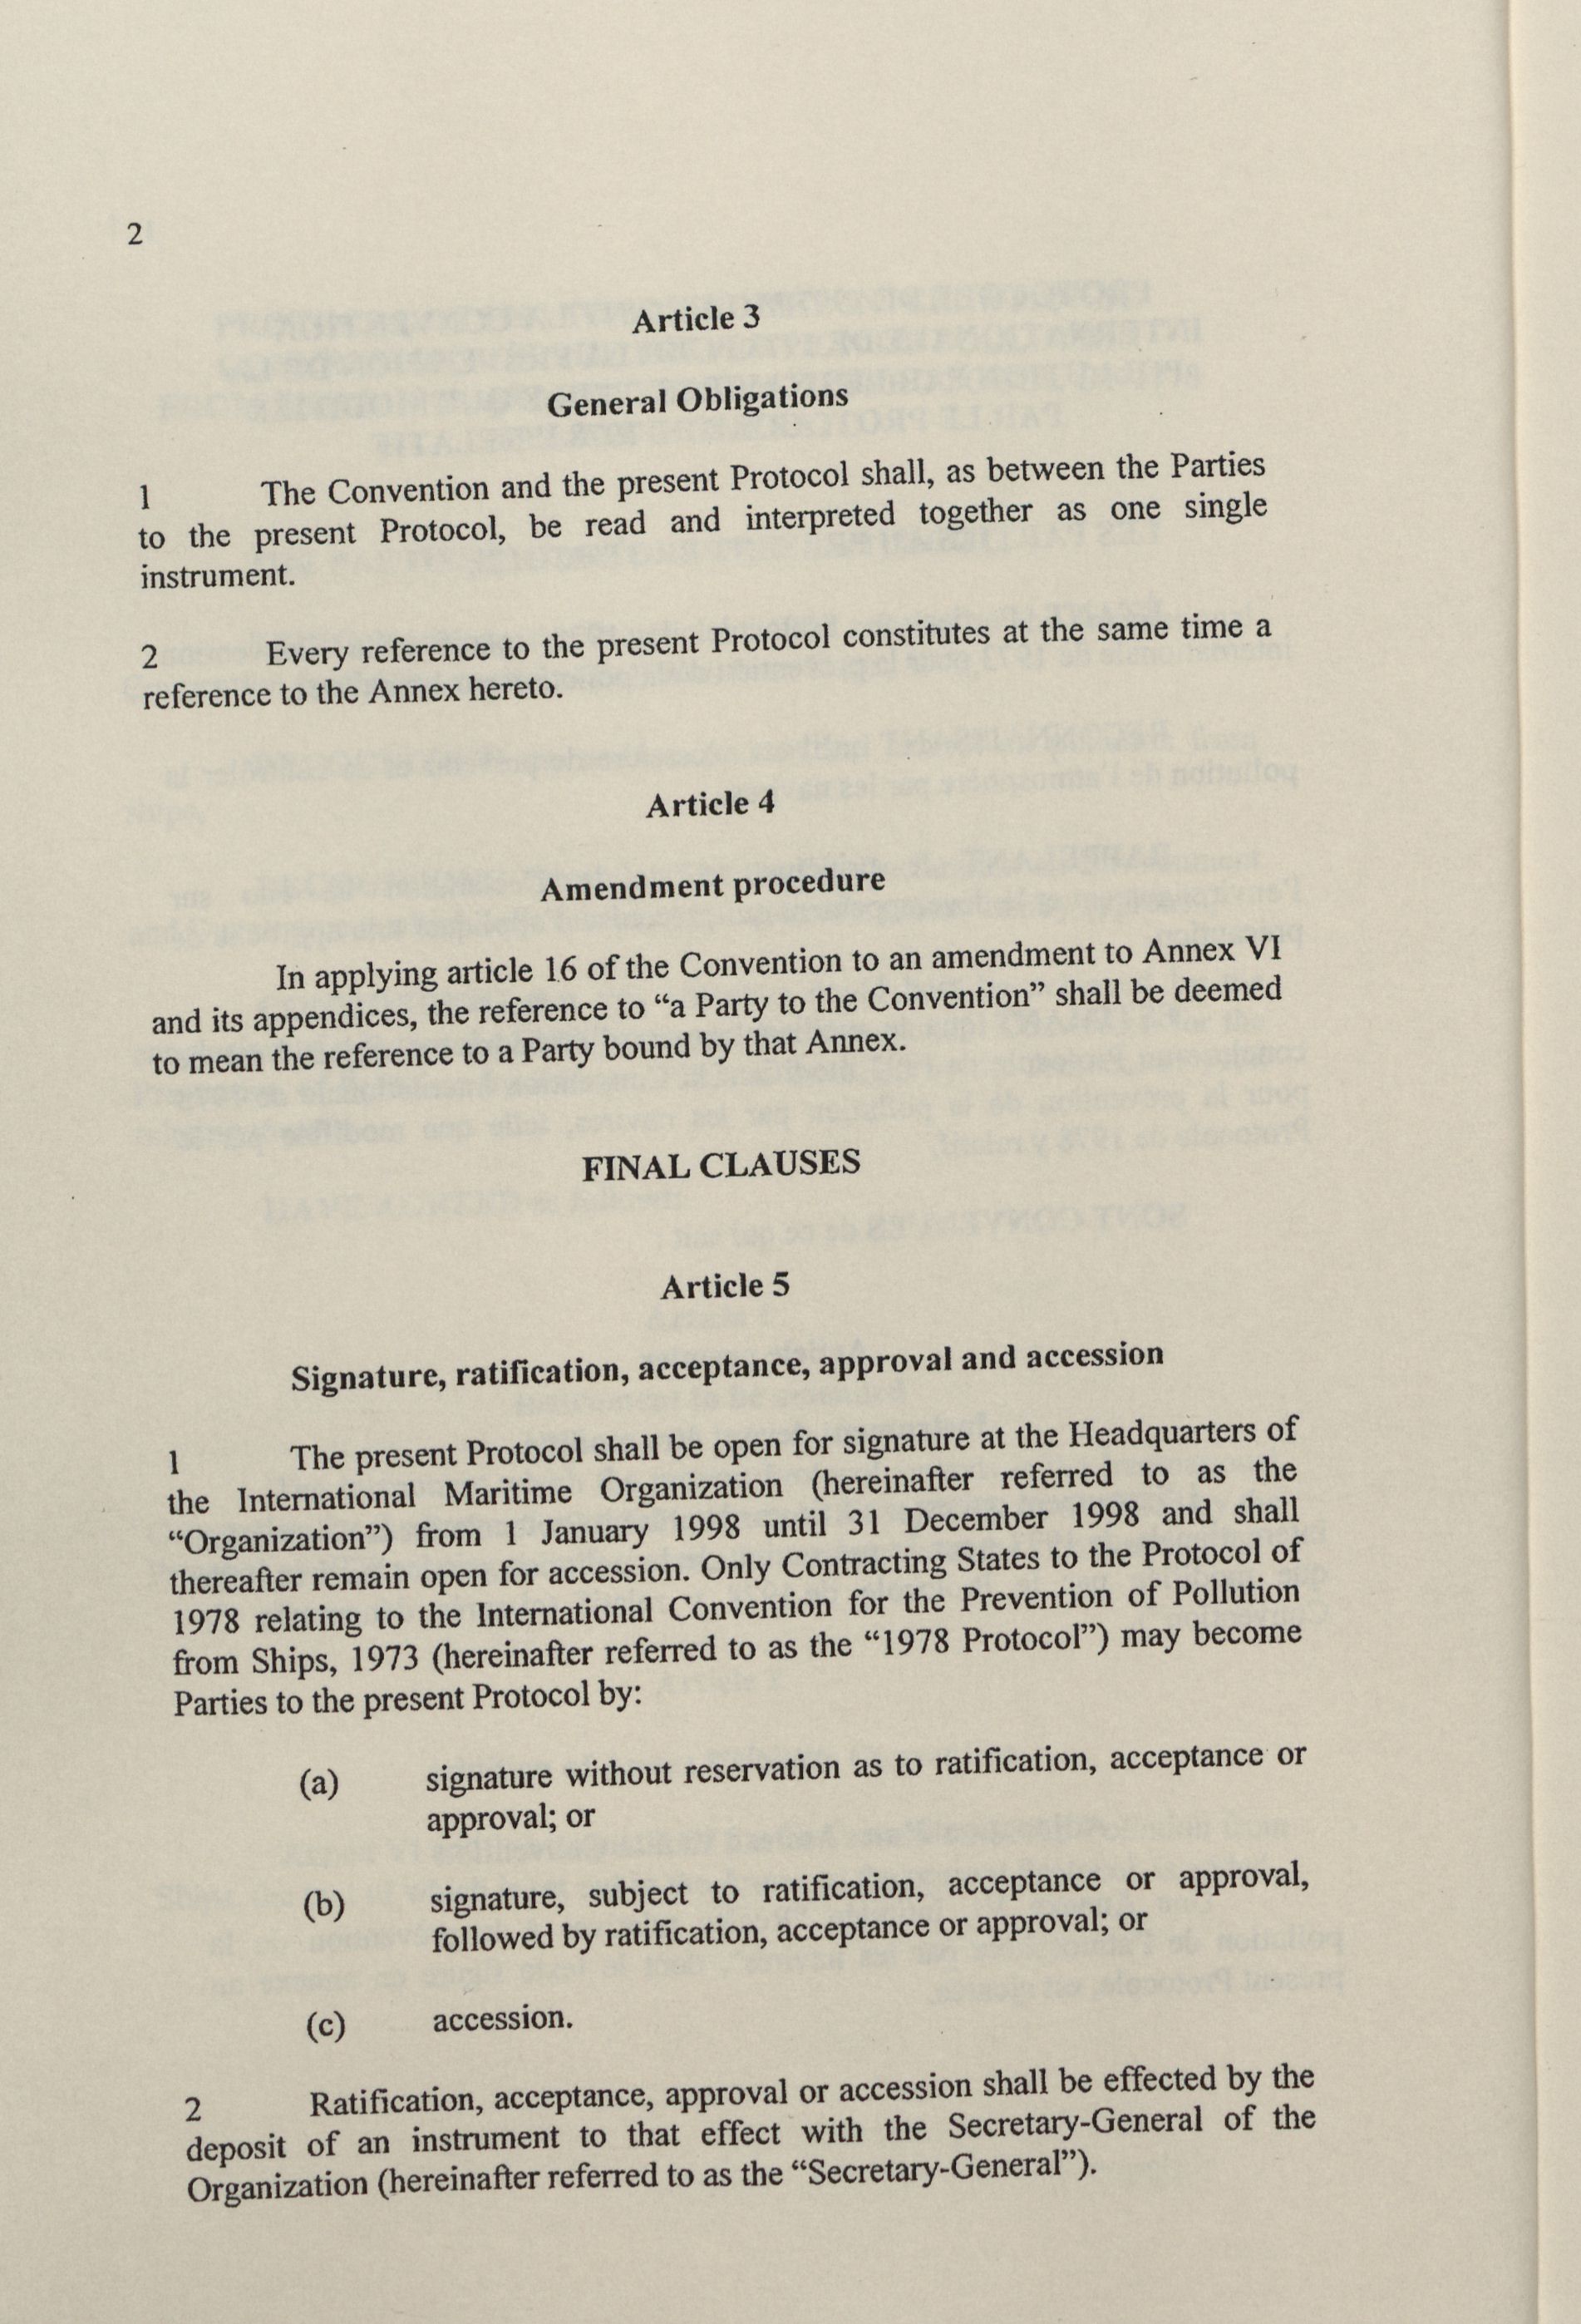 2
Article 3
General Obligations
1 The Convention and the present Protocol shall, as between the Parties
to the present Protocol, be read and interpreted together as one single
instrument.
2 Every reference to the present Protocol constitutes at the same time a
reference to the Annex hereto.
Article 4
Amendment procedure
In applying article 16 of the Convention to an amendment to Annex VI
and its appendices, the reference to “a Party to the Convention” shall be deemed
to mean the reference to a Party bound by that Annex.
FINAL CLAUSES
Article 5
Signature, ratification, acceptance, approval and accession
1 The present Protocol shall be open for signature at the Headquarters of
the International Maritime Organization (hereinafter referred to as the
“Organization”) from 1 January 1998 until 31 December 1998 and shall
thereafter remain open for accession. Only Contracting States to the Protocol of
1978 relating to the International Convention for the Prevention of Pollution
from Ships, 1973 (hereinafter referred to as the “1978 Protocol”) may become
Parties to the present Protocol by:
(a) signature without reservation as to ratification, acceptance or
approval; or
(b) signature, subject to ratification, acceptance or approval,
followed by ratification, acceptance or approval; or
(c) accession.
2 Ratification, acceptance, approval or accession shall be effected by the
deposit of an instrument to that effect with the Secretary-General of the
Organization (hereinafter referred to as the “Secretary-General”).